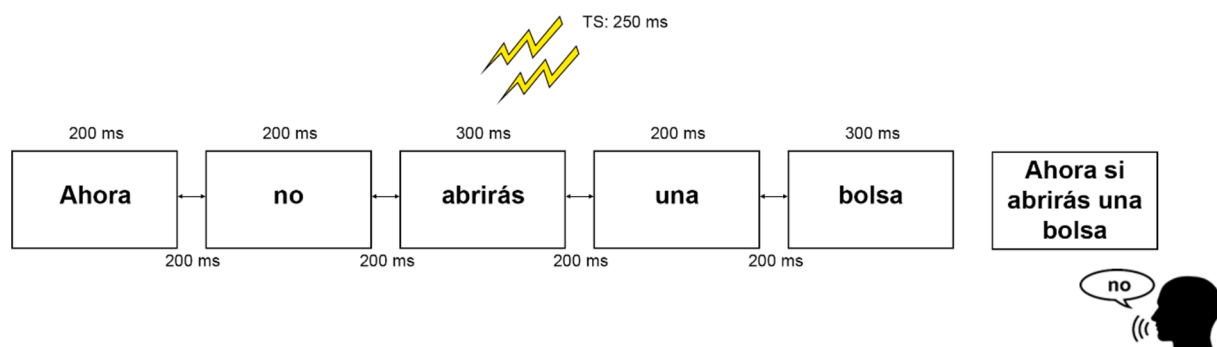 TS: 250 ms
200 ms 200 ms 300 ms 200 ms 300 ms
Ahora no abrirás una bolsa
200 ms 200 ms 200 ms 200 ms
Ahora si
abrirás una
bolsa
no